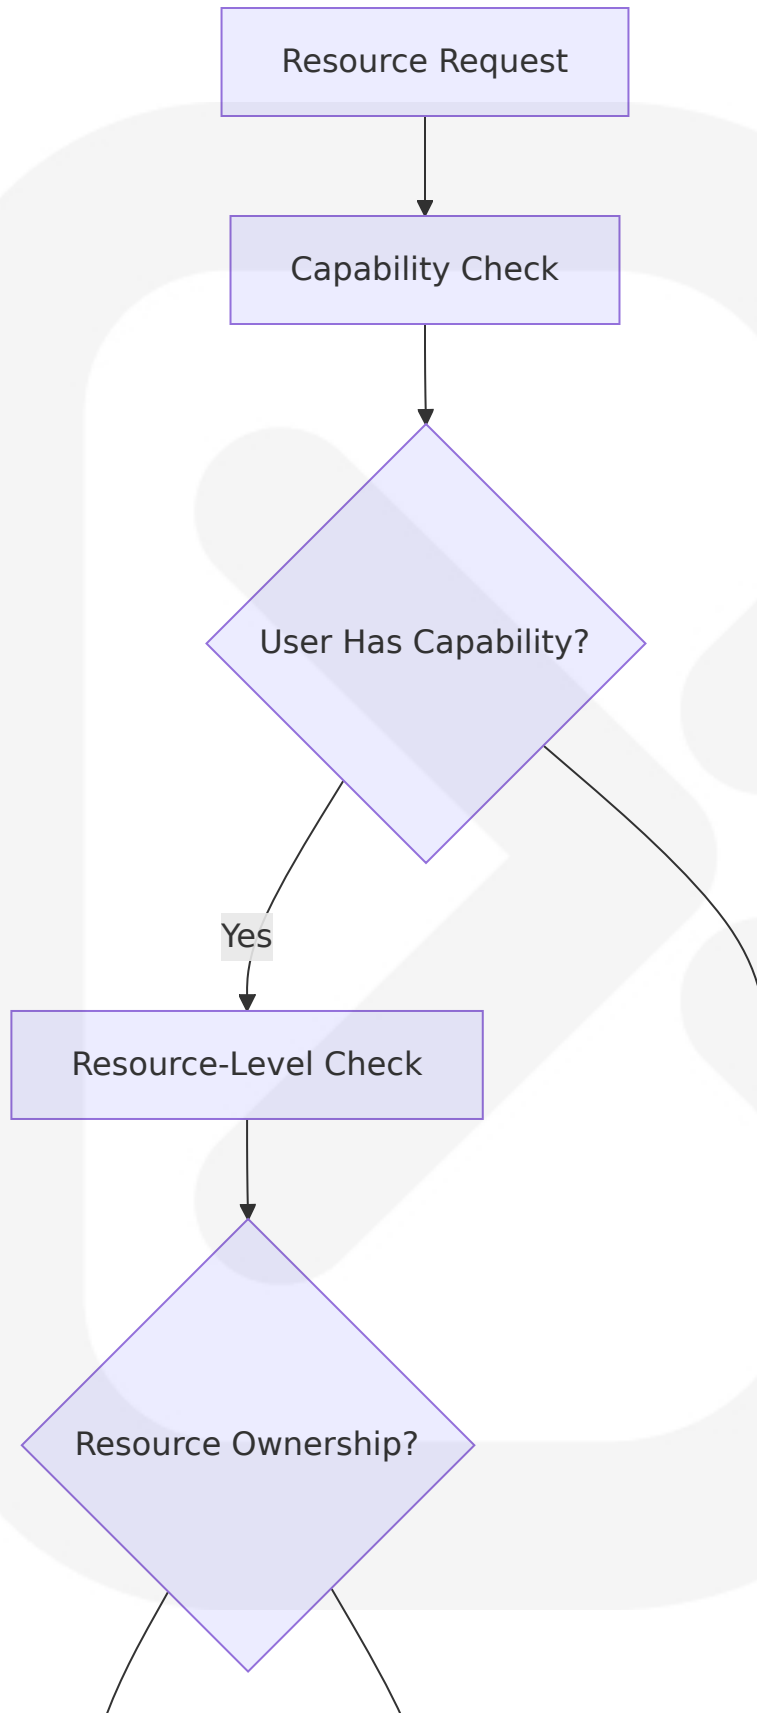 Resource Request
Capability Check
User Has Capability?
Yes
Resource-Level Check
Resource Ownership?